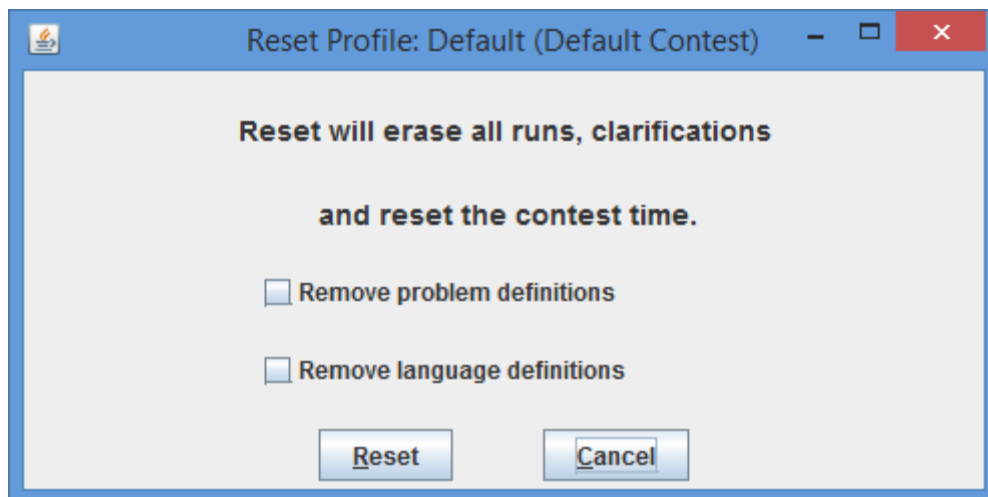 Reset Profile: Default (Default Contest)
Reset will erase all runs, clarifications
and reset the contest time.
Remove problem definitions
Remove language definitions
Reset Cancel